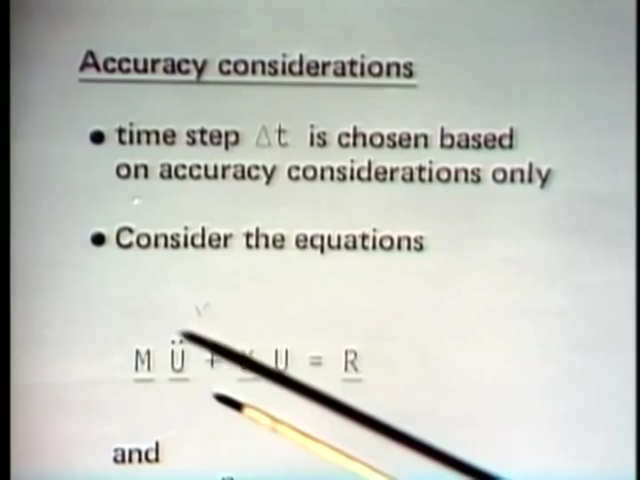 Accuracy considerations
• time step Δt is chosen based
on accuracy considerations only
• Consider the equations
M Ü + U = R
and